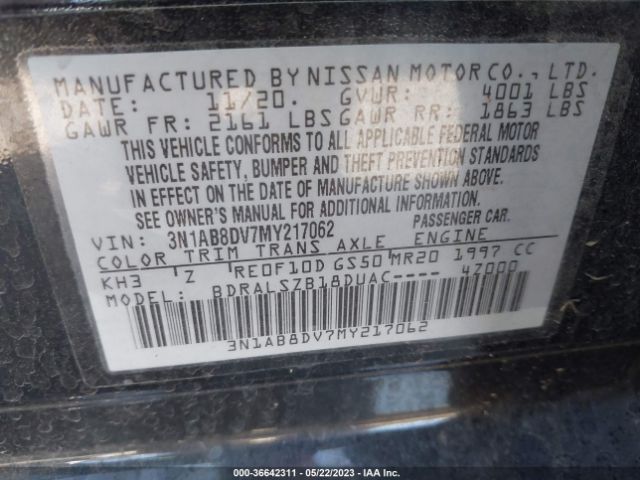 MANUFACTURED BY NISSAN MOTOR CO., LTD.
DATE: 11/20. GVWR: 4001 LBS
GAWR FR: 2161 LBS GAWR RR: 1863 LBS
THIS VEHICLE CONFORMS TO ALL APPLICABLE FEDERAL MOTOR
VEHICLE SAFETY, BUMPER AND THEFT PREVENTION STANDARDS
IN EFFECT ON THE DATE OF MANUFACTURE SHOWN ABOVE.
SEE OWNER'S MANUAL FOR ADDITIONAL INFORMATION.
VIN: 3N1AB8DV7MY217062 PASSENGER CAR.
COLOR TRIM TRANS AXLE ENGINE
KH3 Z RE0F10D GS50 MR20 1997 CC
MODEL: BDRALSZB18DUAC---- 4Z000
3N1AB8DV7MY217062
000-36642311 - 05/22/2023 - IAA Inc.